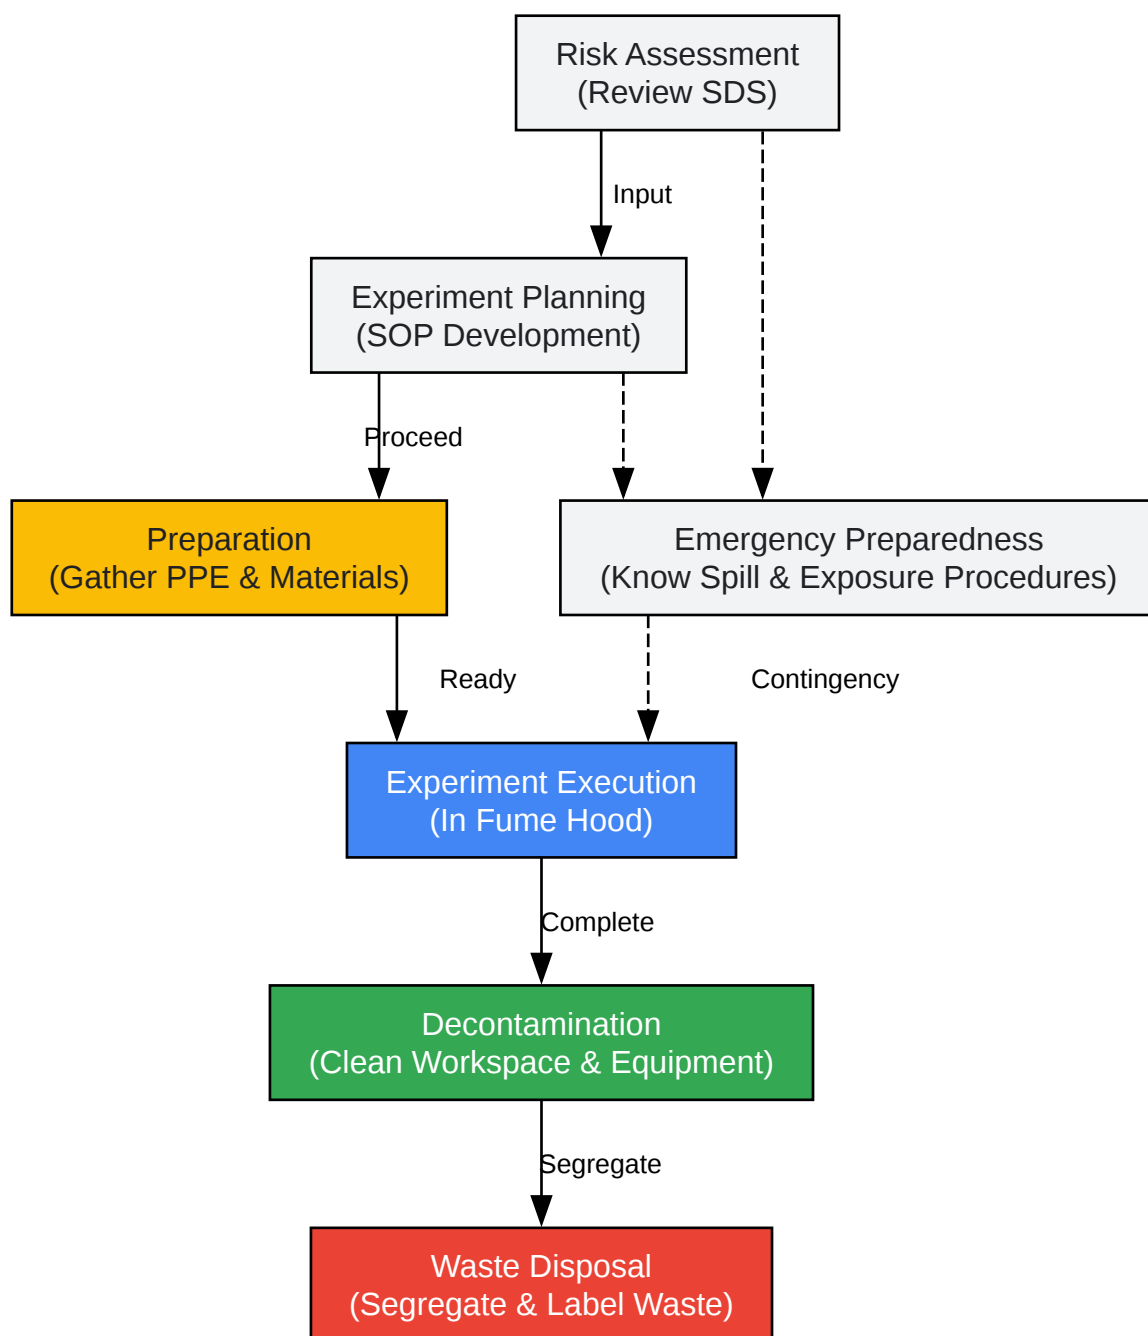 Risk Assessment
(Review SDS)
Input
Experiment Planning
(SOP Development)
Proceed
Preparation
(Gather PPE & Materials)
Emergency Preparedness
(Know Spill & Exposure Procedures)
Ready
Contingency
Experiment Execution
(In Fume Hood)
Complete
Decontamination
(Clean Workspace & Equipment)
Segregate
Waste Disposal
(Segregate & Label Waste)